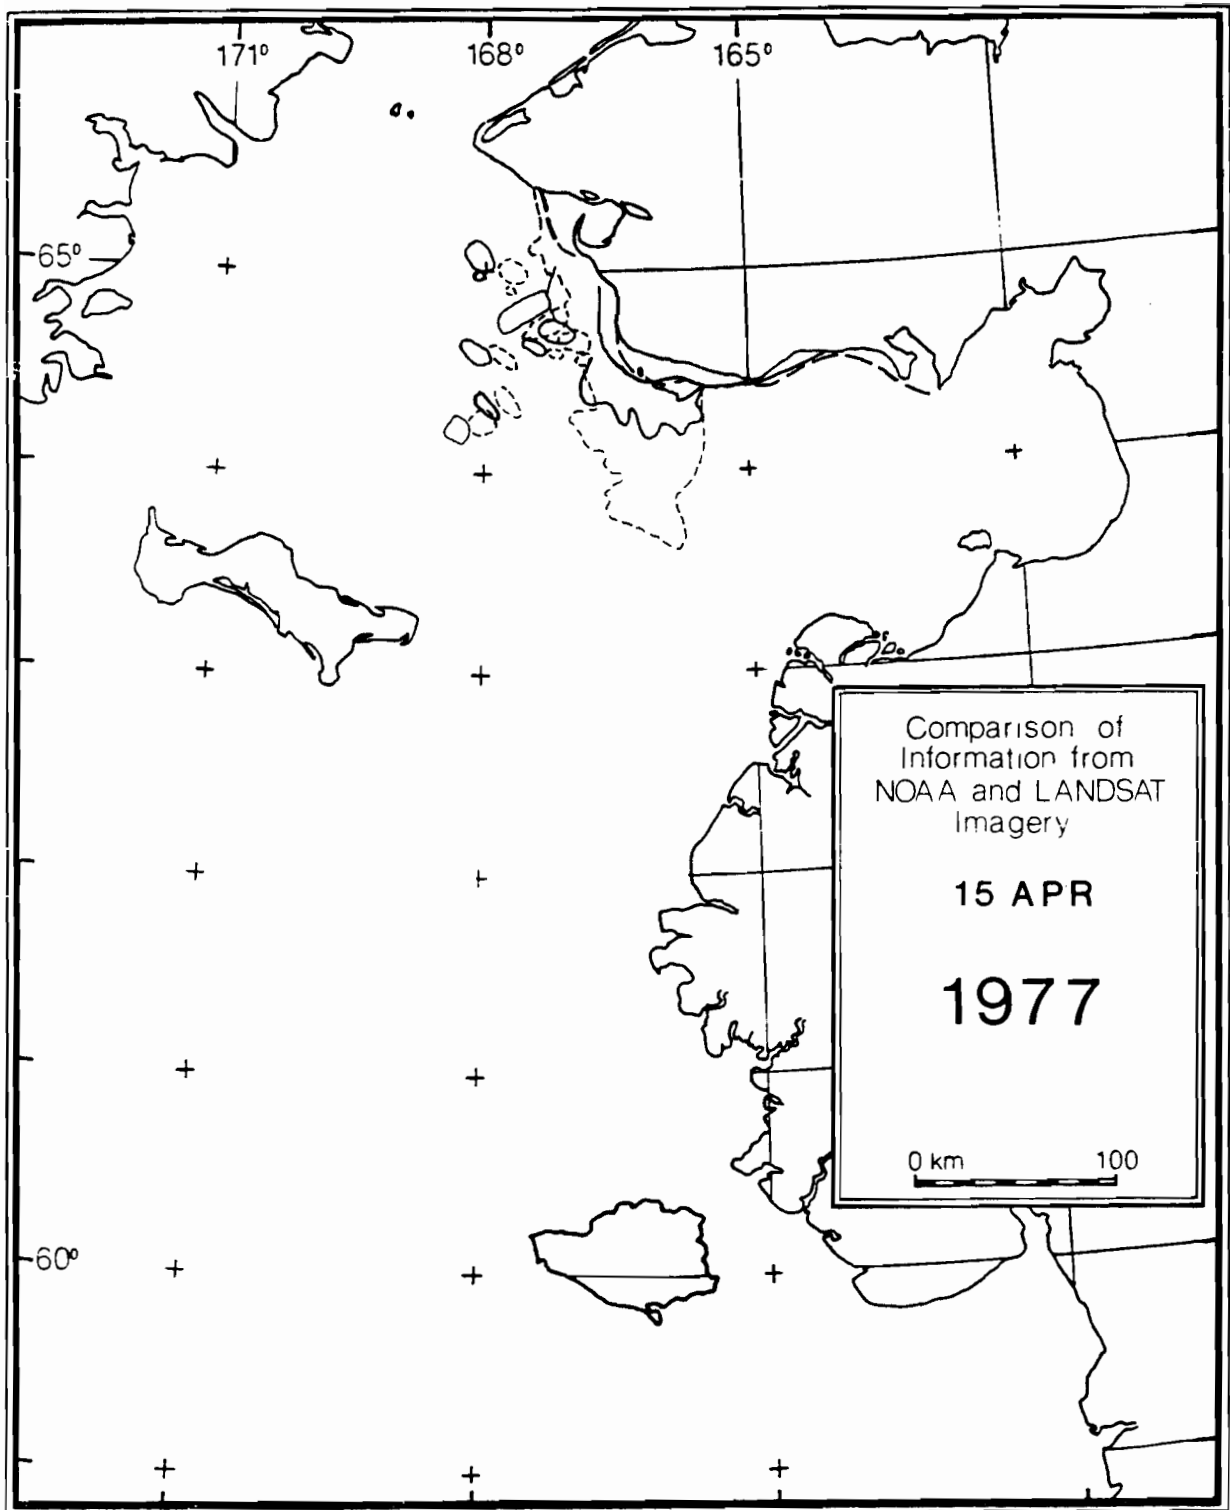 171° 168° 165°
65°
60°
Comparison of
Information from
NOAA and LANDSAT
Imagery
15 APR
1977
0 km 100